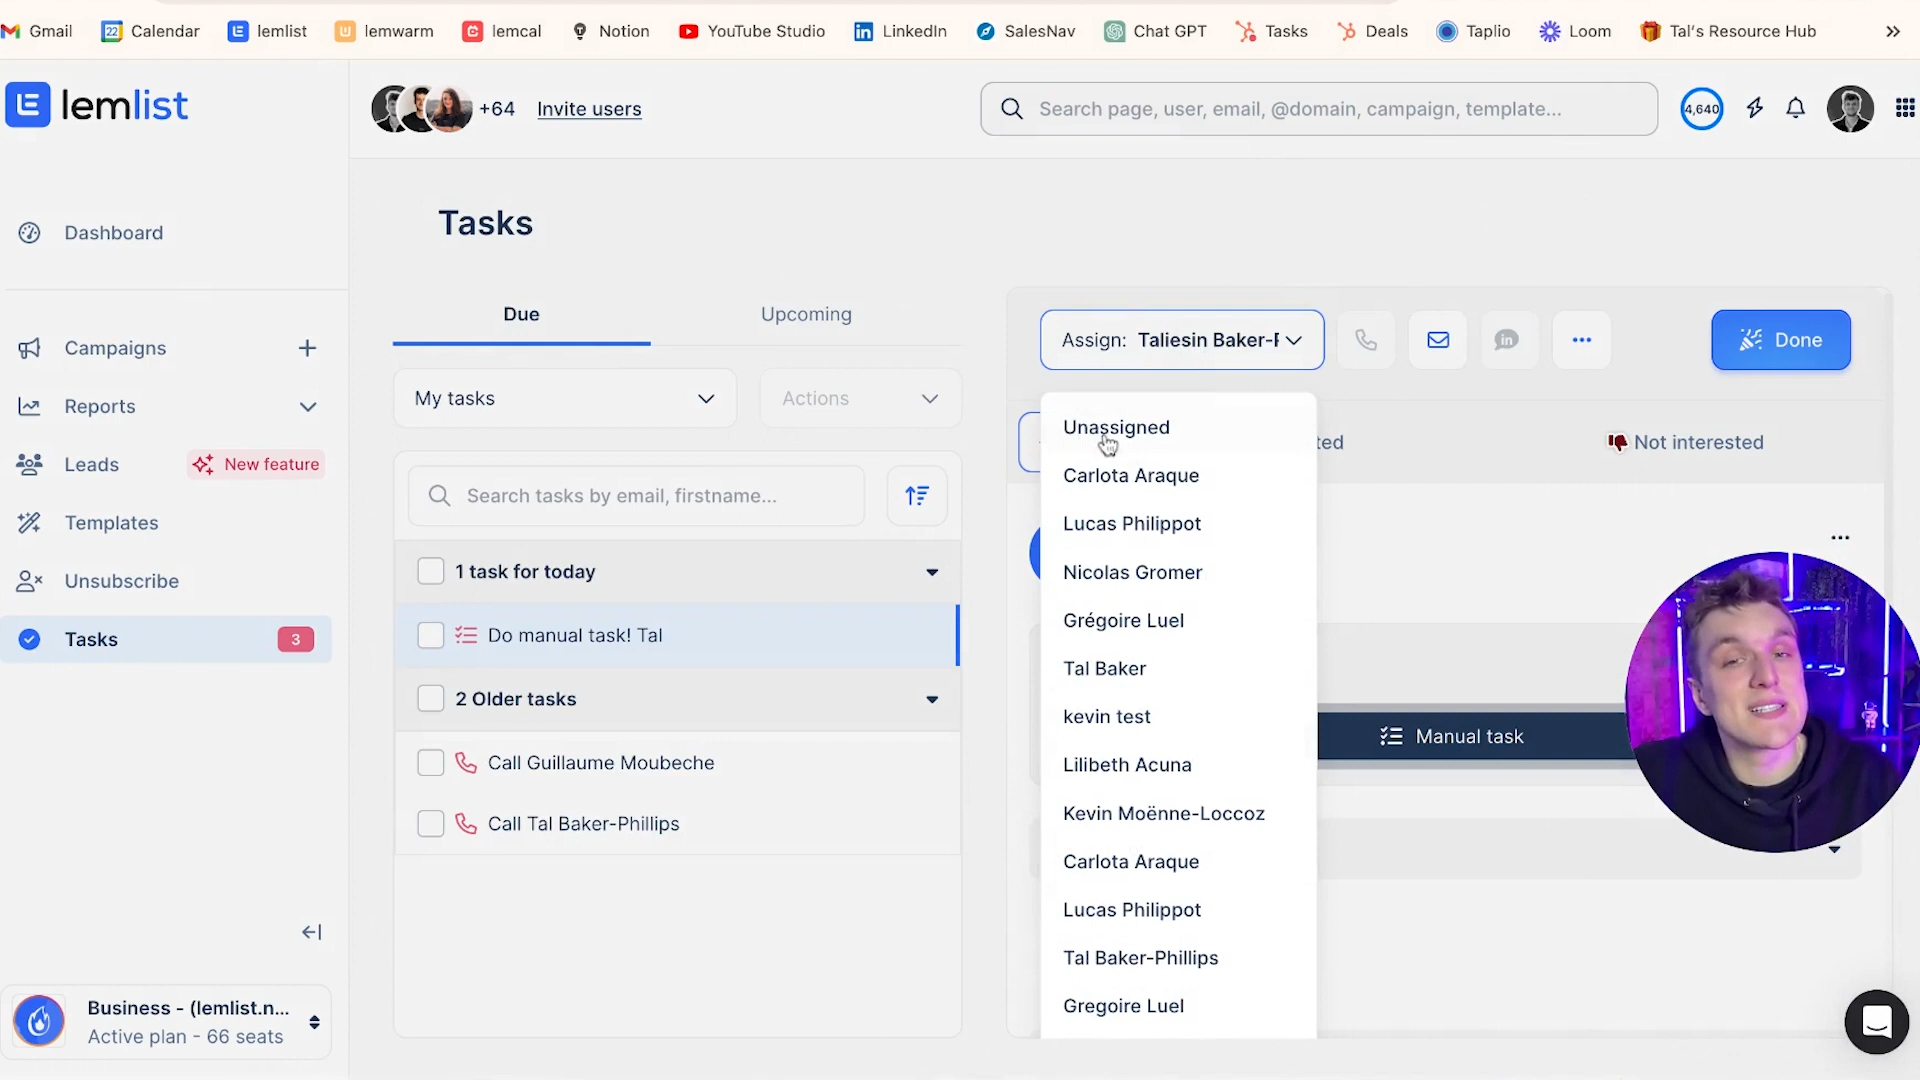 Gmail
22 Calendar
lemlist
lemwarm
lemcal
Notion
YouTube Studio
in LinkedIn
SalesNav
Chat GPT
Tasks
Deals
Taplio
Loom
Tal's Resource Hub
lemlist
+64
Invite users
Search page, user, email, @domain, campaign, template...
4,640
Dashboard
Campaigns
Reports
Leads
New feature
Templates
Unsubscribe
Tasks
3
Business - (lemlist.n...
Active plan - 66 seats
Tasks
Due
Upcoming
My tasks
Actions
Search tasks by email, firstname...
1 task for today
Do manual task! Tal
2 Older tasks
Call Guillaume Moubeche
Call Tal Baker-Phillips
Assign: Taliesin Baker-
in
Done
Not interested
Unassigned
Carlota Araque
Lucas Philippot
Nicolas Gromer
Grégoire Luel
Tal Baker
kevin test
Lilibeth Acuna
Kevin Moënne-Loccoz
Carlota Araque
Lucas Philippot
Tal Baker-Phillips
Gregoire Luel
Manual task